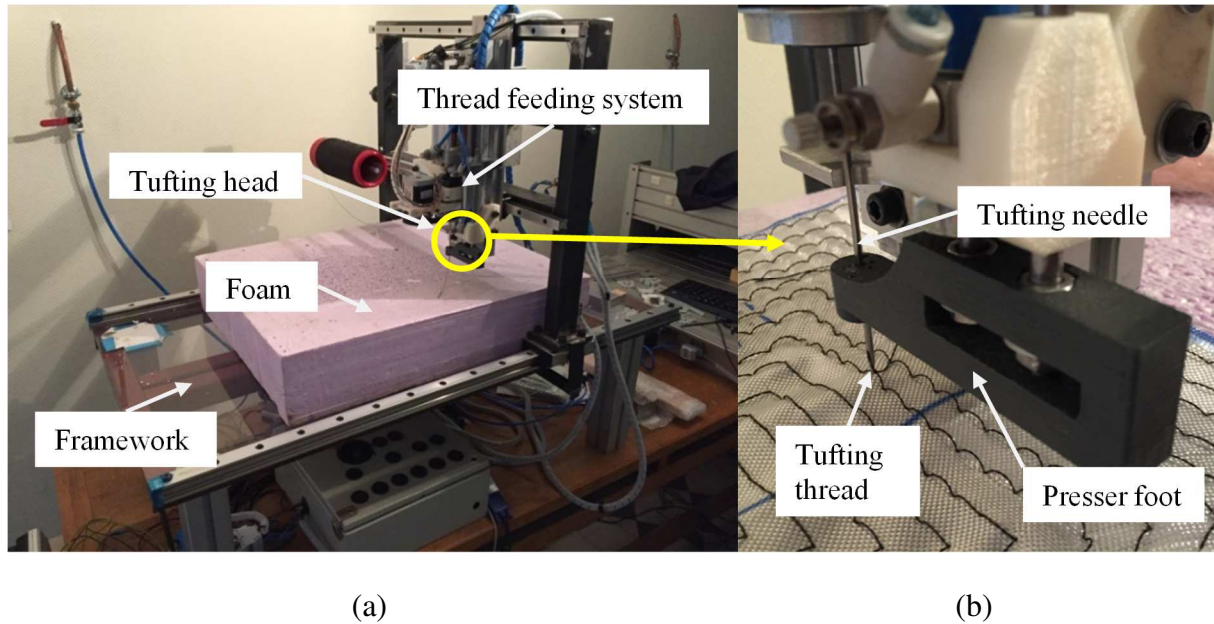 Thread feeding system
Tufting head
Foam
Framework
Tufting needle
Tufting
thread
Presser foot
(a)
(b)